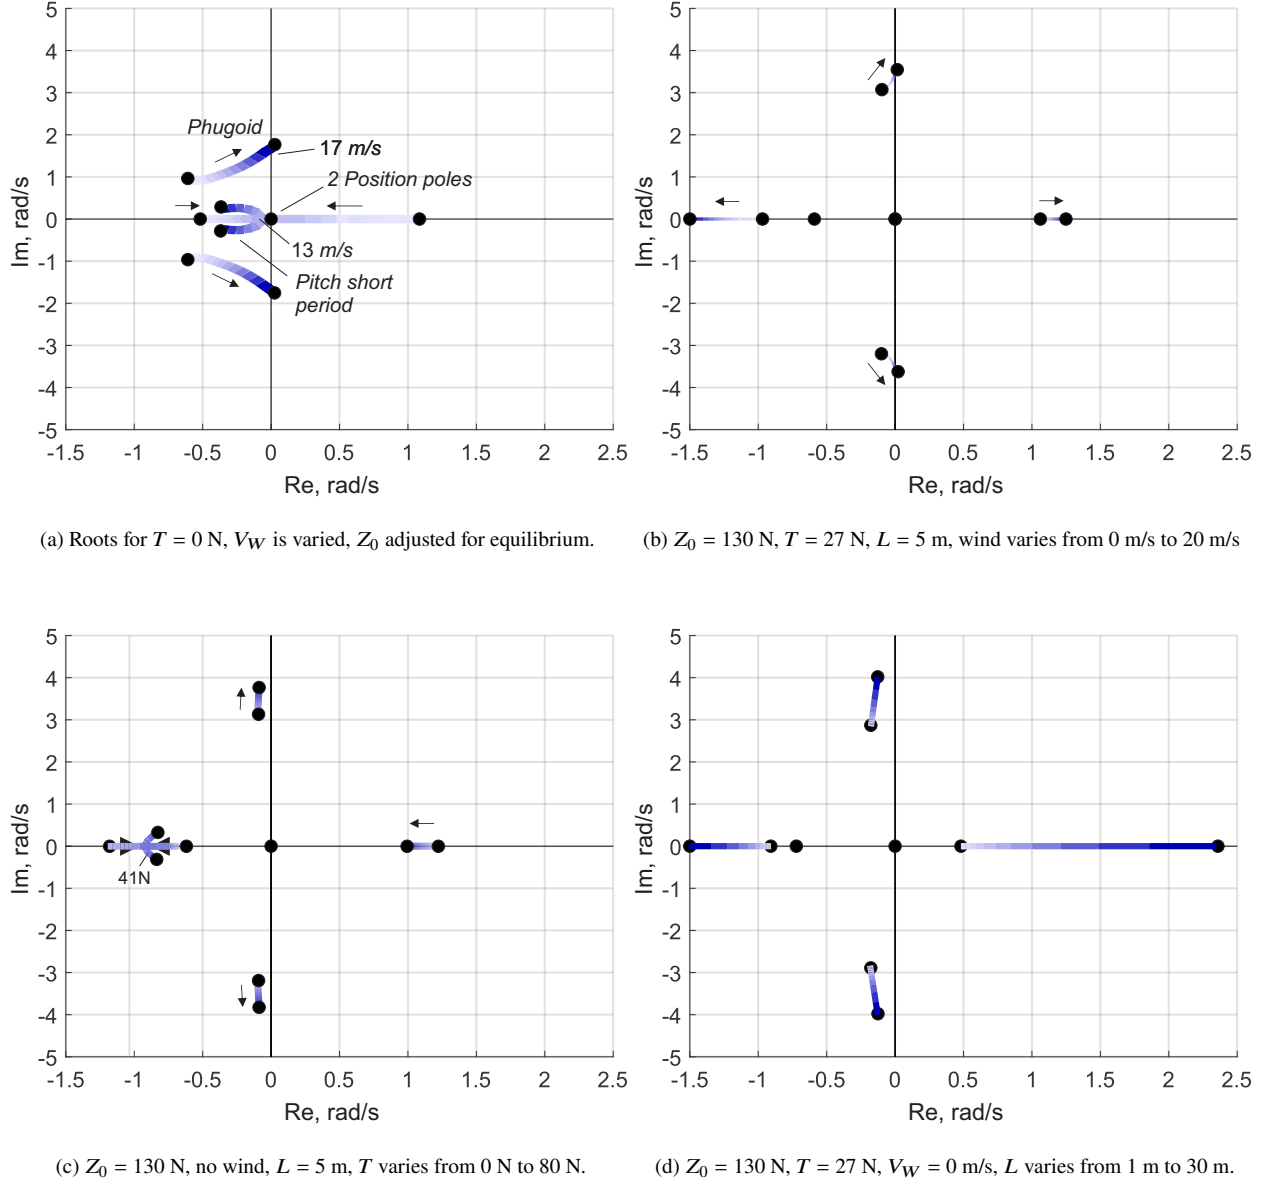 5
4
3
2
1
0
-1
-2
-3
-4
-5
Im, rad/s
-1.5 -1 -0.5 0 0.5 1 1.5 2 2.5
Re, rad/s
Phugoid
17 m/s
2 Position poles
13 m/s
Pitch short
period
(a) Roots for T = 0 N, V_W is varied, Z_0 adjusted for equilibrium.
5
4
3
2
1
0
-1
-2
-3
-4
-5
Im, rad/s
-1.5 -1 -0.5 0 0.5 1 1.5 2 2.5
Re, rad/s
(b) Z_0 = 130 N, T = 27 N, L = 5 m, wind varies from 0 m/s to 20 m/s
5
4
3
2
1
0
-1
-2
-3
-4
-5
Im, rad/s
-1.5 -1 -0.5 0 0.5 1 1.5 2 2.5
Re, rad/s
41N
(c) Z_0 = 130 N, no wind, L = 5 m, T varies from 0 N to 80 N.
5
4
3
2
1
0
-1
-2
-3
-4
-5
Im, rad/s
-1.5 -1 -0.5 0 0.5 1 1.5 2 2.5
Re, rad/s
(d) Z_0 = 130 N, T = 27 N, V_W = 0 m/s, L varies from 1 m to 30 m.